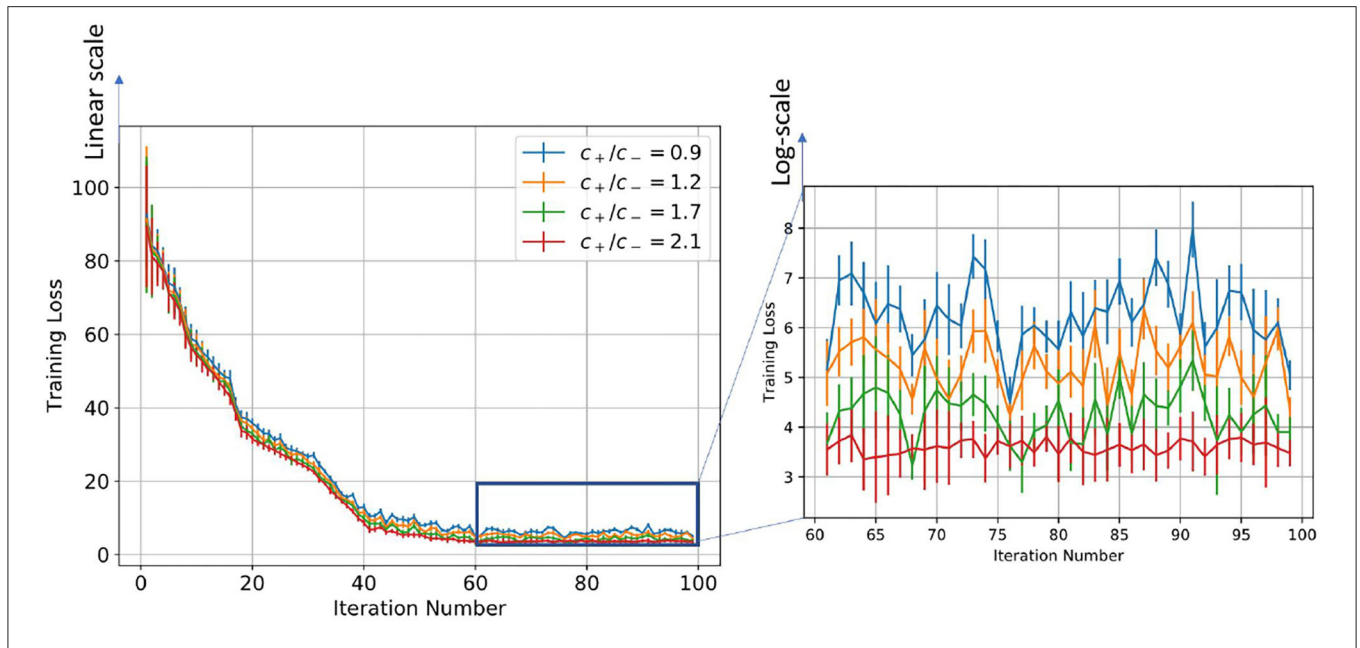 Linear scale
Training Loss
100
80
60
40
20
0
0 20 40 60 80 100
Iteration Number
c₊/c₋ = 0.9
c₊/c₋ = 1.2
c₊/c₋ = 1.7
c₊/c₋ = 2.1
Log-scale
Training Loss
8
7
6
5
4
3
60 65 70 75 80 85 90 95 100
Iteration Number